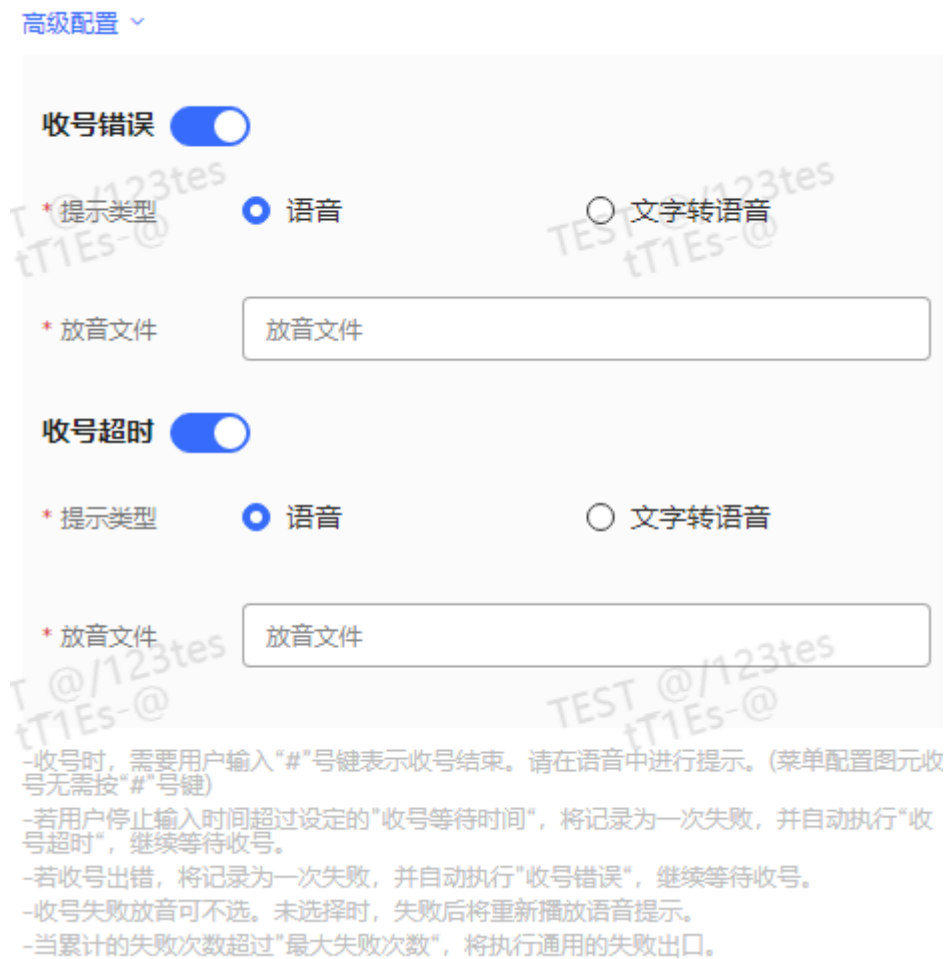 高级配置
收号错误
* 提示类型 语音 文字转语音
T @/123tes
tT1Es-@
TEST @/123tes
tT1Es-@
* 放音文件 放音文件
收号超时
* 提示类型 语音 文字转语音
* 放音文件 放音文件
T @/123tes
tT1Es-@
TEST @/123tes
tT1Es-@
-收号时，需要用户输入“#”号键表示收号结束。请在语音中进行提示。(菜单配置图元收
号无需按“#”号键)
-若用户停止输入时间超过设定的”收号等待时间“，将记录为一次失败，并自动执行“收
号超时“，继续等待收号。
-若收号出错，将记录为一次失败，并自动执行”收号错误“，继续等待收号。
-收号失败放音可不选。未选择时，失败后将重新播放语音提示。
-当累计的失败次数超过”最大失败次数“，将执行通用的失败出口。